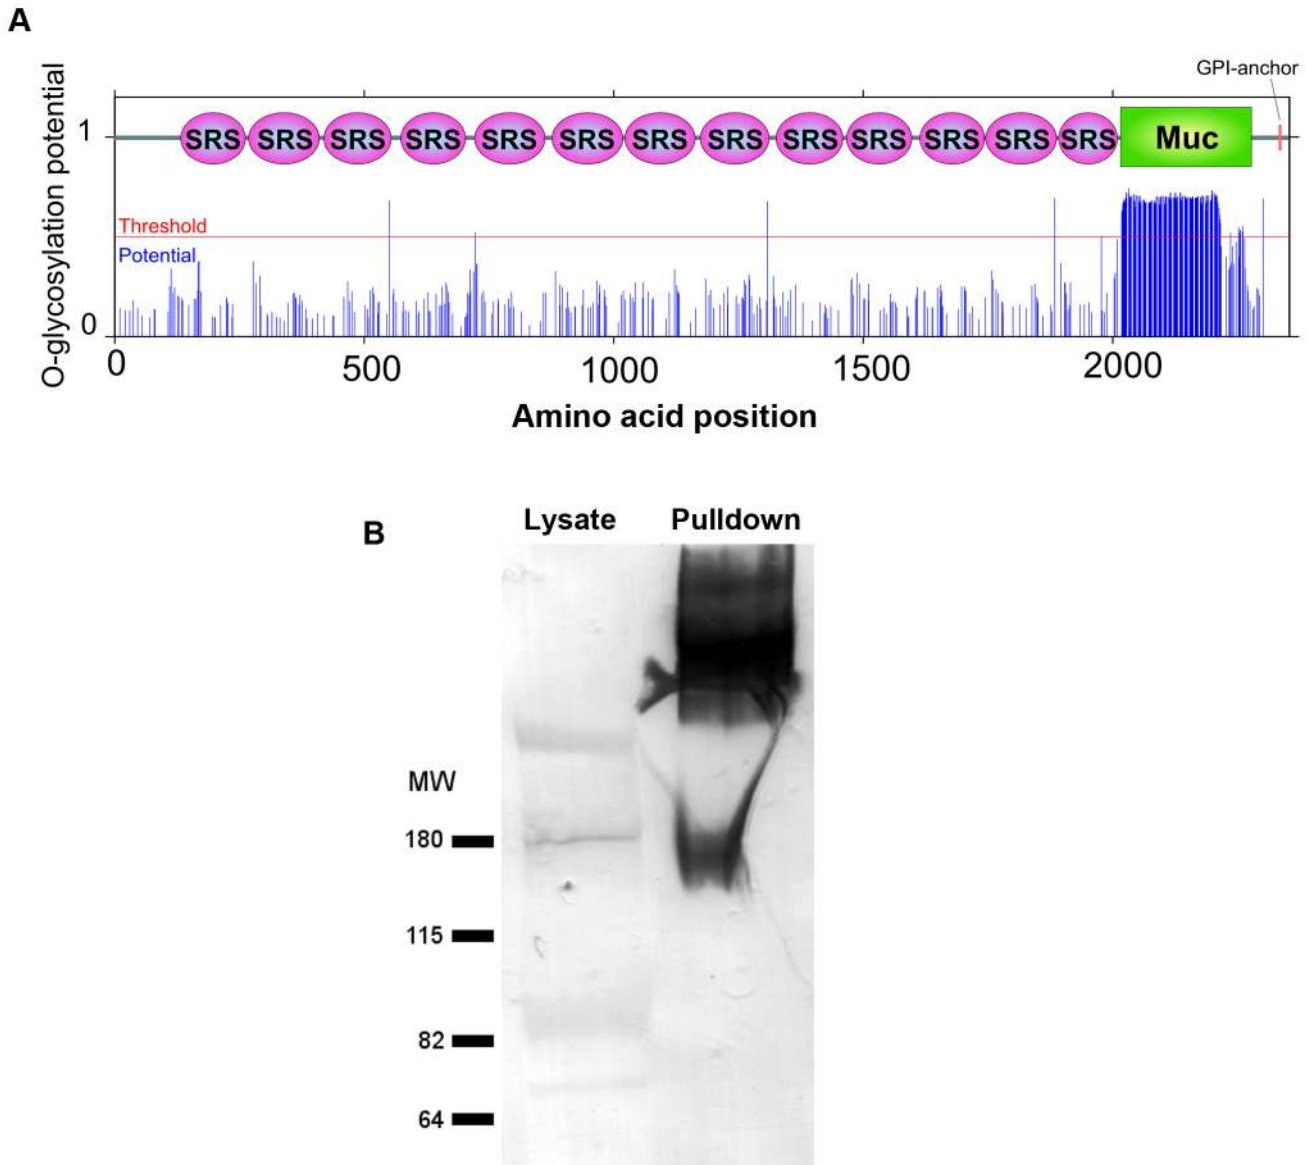 A
GPI-anchor
O-glycosylation potential
1
SRS SRS SRS SRS SRS SRS SRS SRS SRS SRS SRS SRS SRS Muc
Threshold
Potential
0
0 500 1000 1500 2000
Amino acid position
B
Lysate Pulldown
MW
180
115
82
64